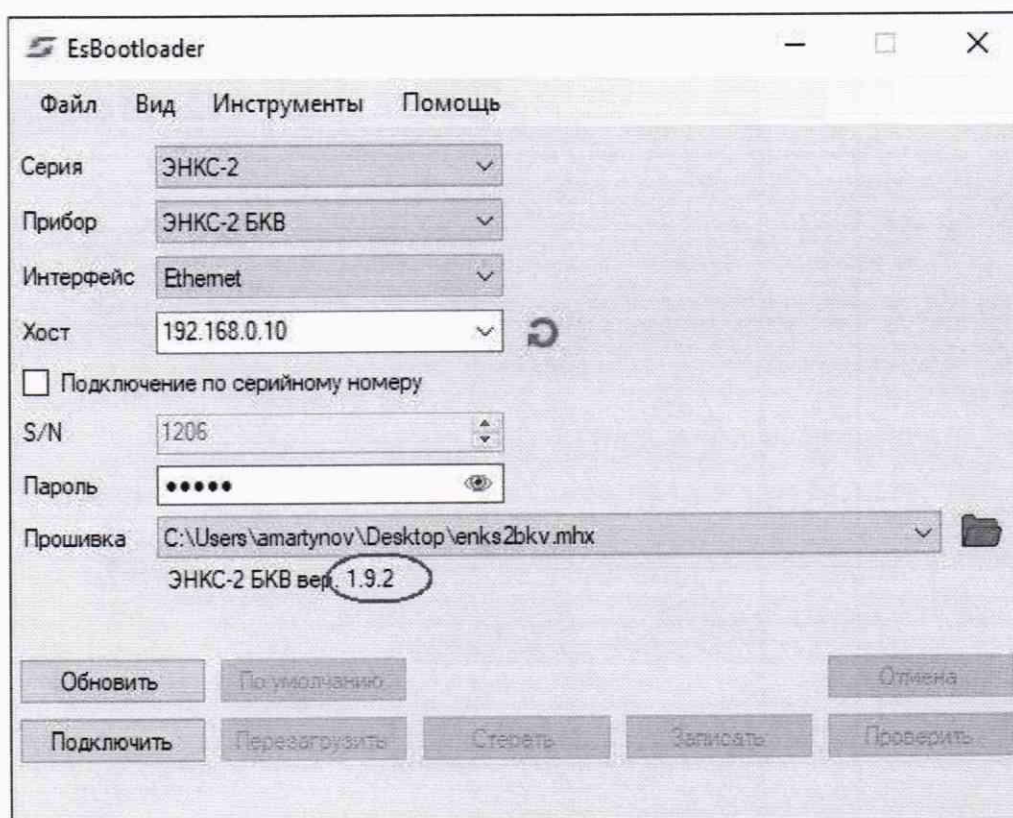 EsBootloader
Файл Вид Инструменты Помощь
Серия ЭНКС-2
Прибор ЭНКС-2 БКВ
Интерфейс Ethernet
Хост 192.168.0.10
Подключение по серийному номеру
S/N 1206
Пароль •••••
Прошивка C:\Users\amartynov\Desktop\enks2bkv.mhx
ЭНКС-2 БКВ вер. 1.9.2
Обновить По умолчанию Отмена
Подключить Перезагрузить Стереть Записать Проверить